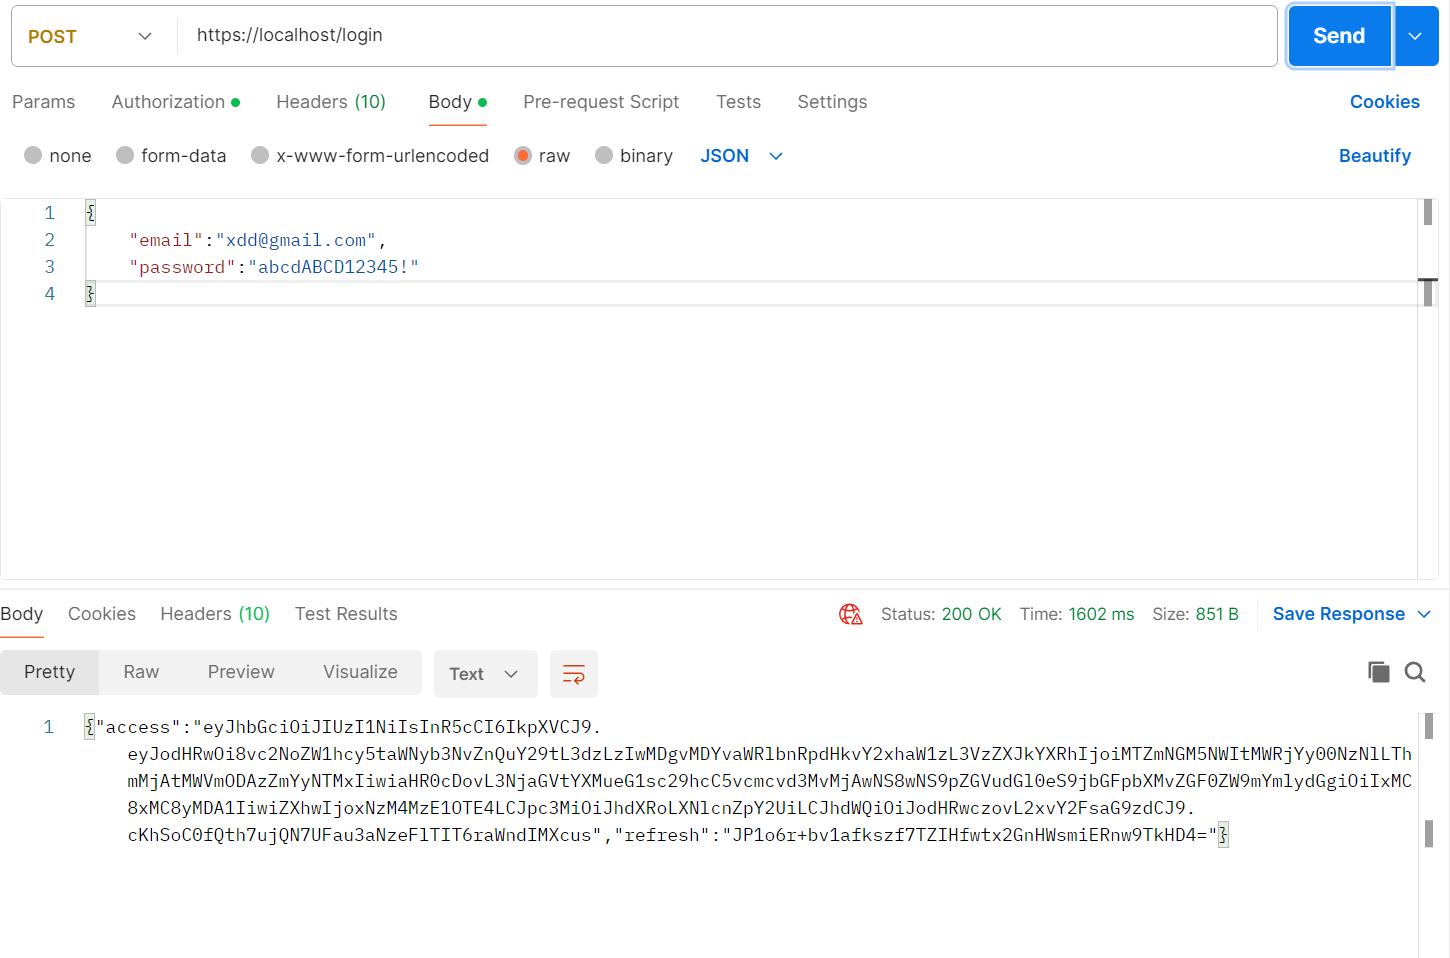 POST https://localhost/login Send
Params Authorization Headers (10) Body Pre-request Script Tests Settings Cookies
none form-data x-www-form-urlencoded raw binary JSON Beautify
1 {
2 "email":"xdd@gmail.com",
3 "password":"abcdABCD12345!"
4 }
Body Cookies Headers (10) Test Results Status: 200 OK Time: 1602 ms Size: 851 B Save Response
Pretty Raw Preview Visualize Text
1 {"access":"eyJhbGciOiJIUzI1NiIsInR5cCI6IkpXVCJ9.
eyJodHRwOi8vc2NoZW1hcy5taWNyb3NvZnQuY29tL3dzLzIwMDgvMDYvaWRlbnRpdHkvY2xhaW1zL3VzZXJkYXRhIjoiMTZmNGM5NWItMWRjYy00NzNlLTh
mMjAtMWVmODAzZmYyNTMxIiwiaHR0cDovL3NjaGVtYXMueG1sc29hcC5vcmcvd3MvMjAwNS8wNS9pZGVudGl0eS9jbGFpbXMvZGF0ZW9mYmlydGgiOiIxMC
8xMC8yMDA1IiwiZXhwIjoxNzM4MzE1OTE4LCJpc3MiOiJhdXRoLXNlcnZpY2UiLCJhdWQiOiJodHRwczovL2xvY2FsaG9zdCJ9.
cKhSoC0fQth7ujQN7UFau3aNzeFlTIT6raWndIMXcus","refresh":"JP1o6r+bv1afkszf7TZIHfwtx2GnHWsmiERnw9TkHD4="}